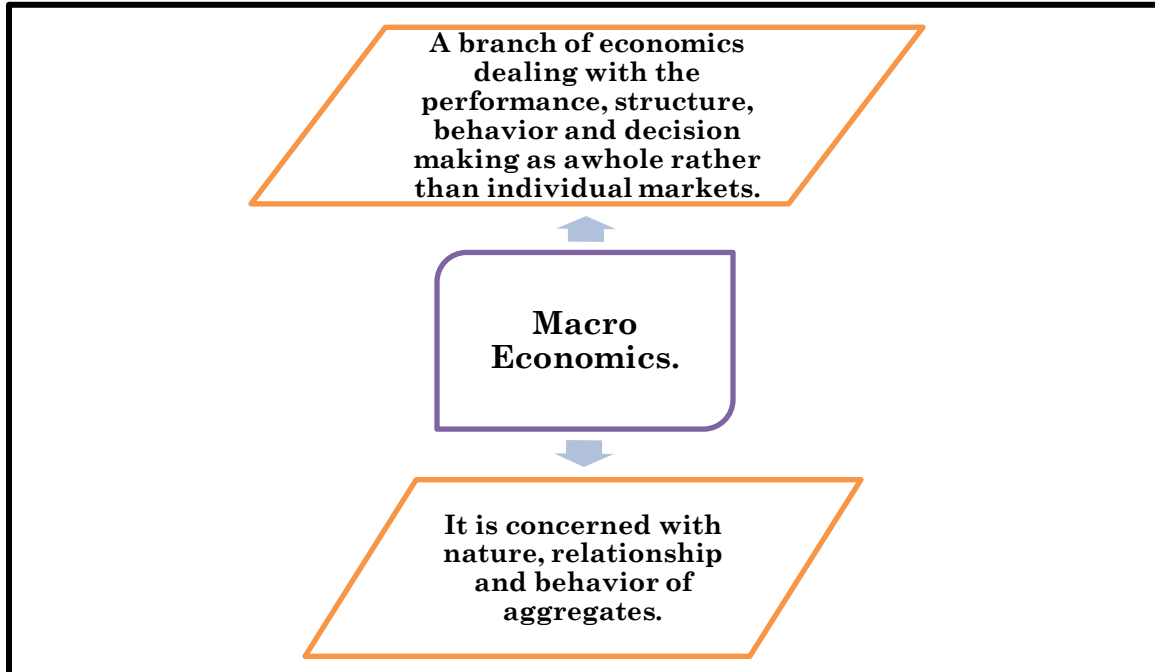 A branch of economics
dealing with the
performance, structure,
behavior and decision
making as awhole rather
than individual markets.
Macro
Economics.
It is concerned with
nature, relationship
and behavior of
aggregates.